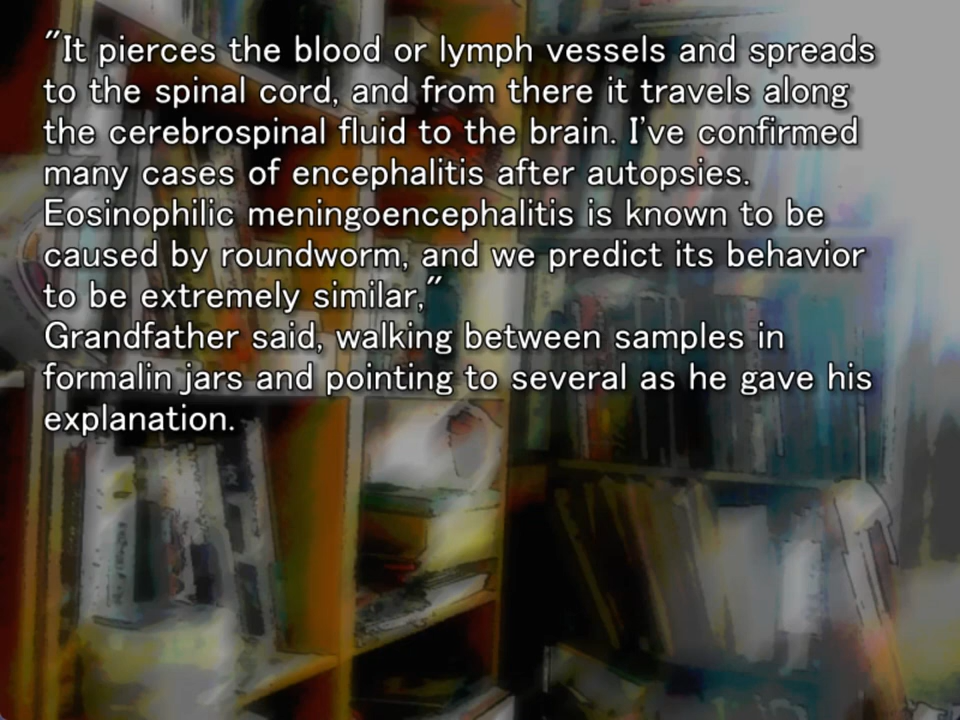 "It pierces the blood or lymph vessels and spreads
to the spinal cord, and from there it travels along
the cerebrospinal fluid to the brain. I've confirmed
many cases of encephalitis after autopsies.
Eosinophilic meningoencephalitis is known to be
caused by roundworm, and we predict its behavior
to be extremely similar,"
Grandfather said, walking between samples in
formalin jars and pointing to several as he gave his
explanation.